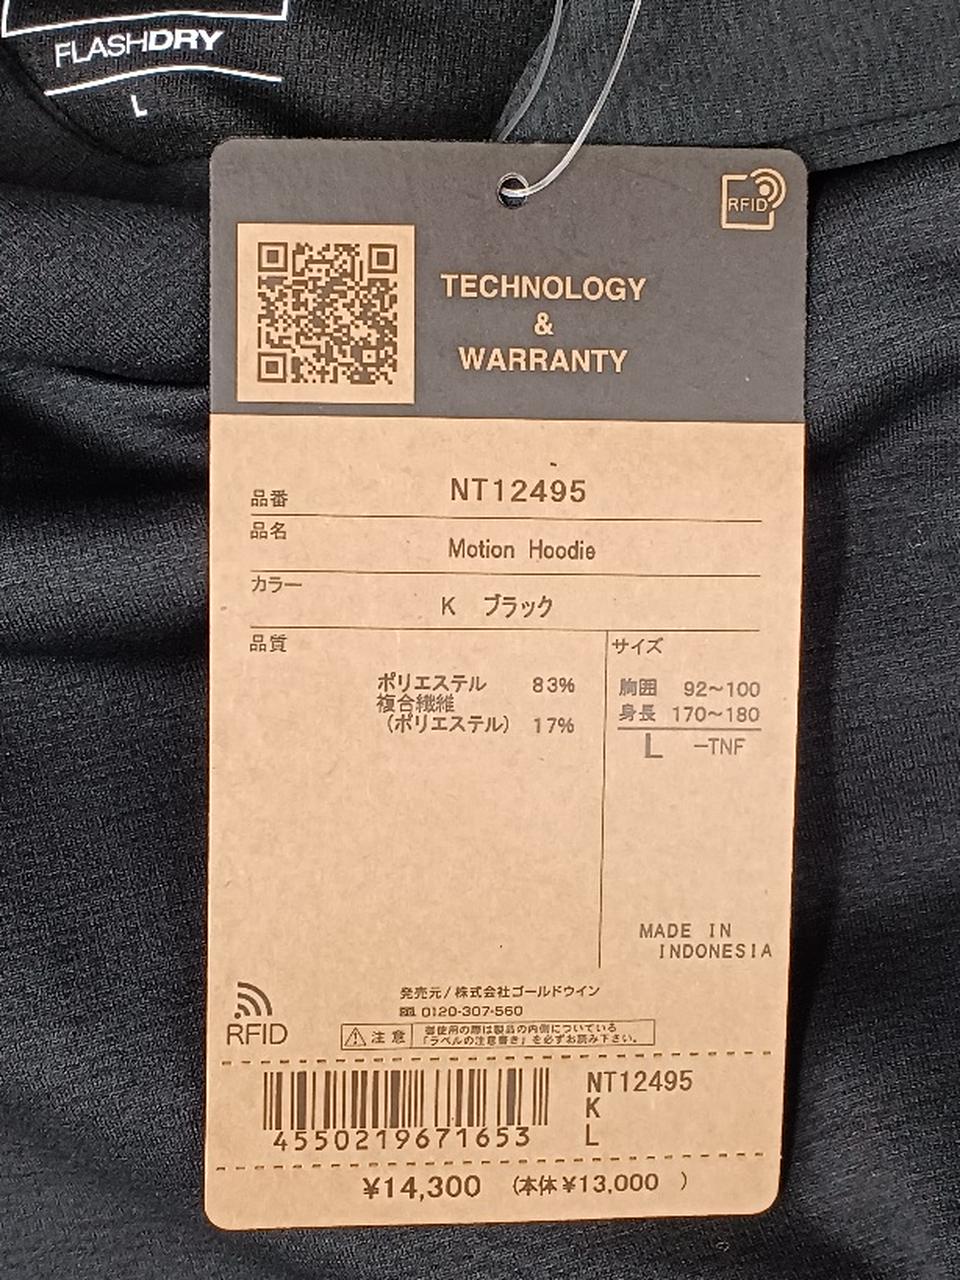 FLASHDRY
L
RFID
TECHNOLOGY
&
WARRANTY
品番 NT12495
品名
Motion Hoodie
カラー
K ブラック
品質
ポリエステル 83%
複合繊維
(ポリエステル) 17%
サイズ
胸囲 92~100
身長 170~180
L -TNF
MADE IN
INDONESIA
RFID
発売元/株式会社ゴールドウイン
0120-307-560
注意
御使用の際は製品の内側についている
「ラベルの注意書き」を必ずお読み下さい。
4550219671653
NT12495
K
L
¥14,300 (本体¥13,000 )